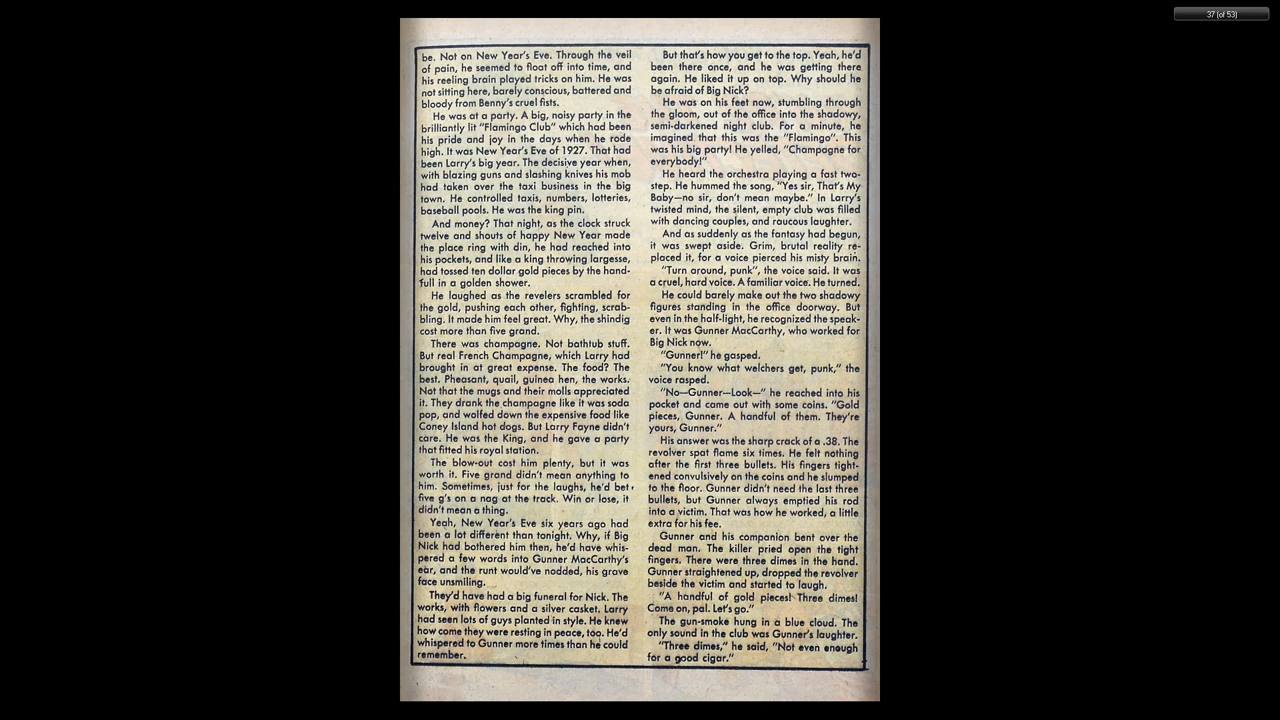 37 (of 53)
be. Not on New Year's Eve. Through the veil
of pain, he seemed to float off into time, and
his reeling brain played tricks on him. He was
not sitting here, barely conscious, battered and
bloody from Benny's cruel fists.
He was at a party. A big, noisy party in the
brilliantly lit "Flamingo Club" which had been
his pride and joy in the days when he rode
high. It was New Year's Eve of 1927. That had
been Larry's big year. The decisive year when,
with blazing guns and slashing knives his mob
had taken over the taxi business in the big
town. He controlled taxis, numbers, lotteries,
baseball pools. He was the king pin.
And money? That night, as the clock struck
twelve and shouts of happy New Year made
the place ring with din, he had reached into
his pockets, and like a king throwing largesse,
had tossed ten dollar gold pieces by the hand-
full in a golden shower.
He laughed as the revelers scrambled for
the gold, pushing each other, fighting, scrab-
bling. It made him feel great. Why, the shindig
cost more than five grand.
There was champagne. Not bathtub stuff.
But real French Champagne, which Larry had
brought in at great expense. The food? The
best. Pheasant, quail, guinea hen, the works.
Not that the mugs and their molls appreciated
it. They drank the champagne like it was soda
pop, and wolfed down the expensive food like
Coney Island hot dogs. But Larry Fayne didn't
care. He was the King, and he gave a party
that fitted his royal station.
The blow-out cost him plenty, but it was
worth it. Five grand didn't mean anything to
him. Sometimes, just for the laughs, he'd bet
five g's on a nag at the track. Win or lose, it
didn't mean a thing.
Yeah, New Year's Eve six years ago had
been a lot different than tonight. Why, if Big
Nick had bothered him then, he'd have whis-
pered a few words into Gunner MacCarthy's
ear, and the runt would've nodded, his grave
face unsmiling.
They'd have had a big funeral for Nick. The
works, with flowers and a silver casket. Larry
had seen lots of guys planted in style. He knew
how come they were resting in peace, too. He'd
whispered to Gunner more times than he could
remember.
But that's how you get to the top. Yeah, he'd
been there once, and he was getting there
again. He liked it up on top. Why should he
be afraid of Big Nick?
He was on his feet now, stumbling through
the gloom, out of the office into the shadowy,
semi-darkened night club. For a minute, he
imagined that this was the "Flamingo". This
was his big party! He yelled, "Champagne for
everybody!"
He heard the orchestra playing a fast two-
step. He hummed the song, "Yes sir, That's My
Baby—no sir, don't mean maybe." In Larry's
twisted mind, the silent, empty club was filled
with dancing couples, and raucous laughter.
And as suddenly as the fantasy had begun,
it was swept aside. Grim, brutal reality re-
placed it, for a voice pierced his misty brain.
"Turn around, punk", the voice said. It was
a cruel, hard voice. A familiar voice. He turned.
He could barely make out the two shadowy
figures standing in the office doorway. But
even in the half-light, he recognized the speak-
er. It was Gunner MacCarthy, who worked for
Big Nick now.
"Gunner!" he gasped.
"You know what welchers get, punk," the
voice rasped.
"No—Gunner—Look—" he reached into his
pocket and came out with some coins. "Gold
pieces, Gunner. A handful of them. They're
yours, Gunner."
His answer was the sharp crack of a .38. The
revolver spat flame six times. He felt nothing
after the first three bullets. His fingers tight-
ened convulsively on the coins and he slumped
to the floor. Gunner didn't need the last three
bullets, but Gunner always emptied his rod
into a victim. That was how he worked, a little
extra for his fee.
Gunner and his companion bent over the
dead man. The killer pried open the tight
fingers. There were three dimes in the hand.
Gunner straightened up, dropped the revolver
beside the victim and started to laugh.
"A handful of gold pieces! Three dimes!
Come on, pal. Let's go."
The gun-smoke hung in a blue cloud. The
only sound in the club was Gunner's laughter.
"Three dimes," he said, "Not even enough
for a good cigar."